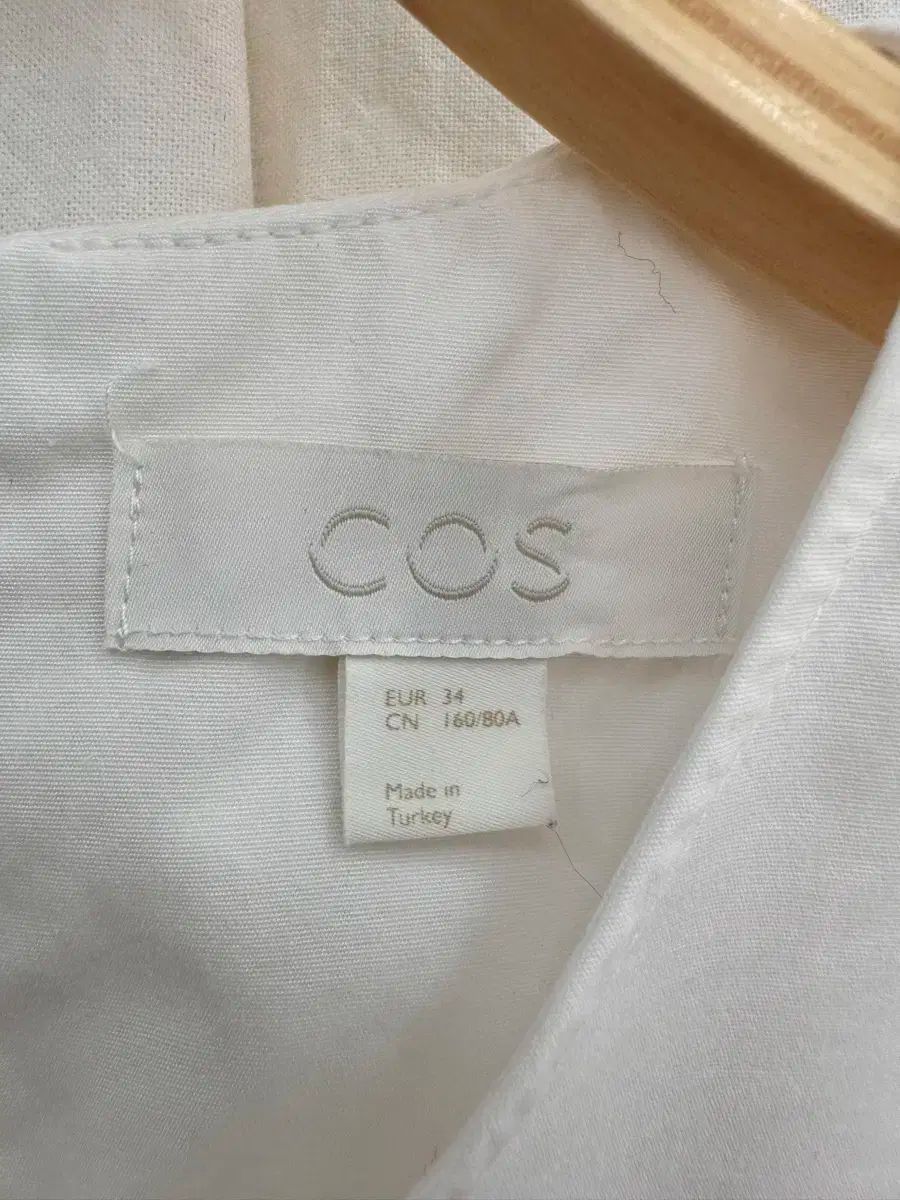 COS
EUR 34
CN 160/80A
Made in
Turkey